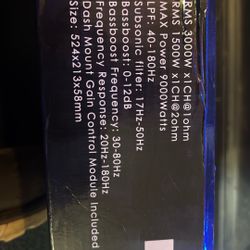 RMS 3000W x1CH@1ohm
RMS 1500W x1CH@2ohm
MAX Power 9000Watts
LPF: 40-180Hz
Subsonic filter: 17Hz-50Hz
Bassboost: 0-12dB
Bassboost Frequency: 30-80Hz
Frequency Response: 20Hz-180Hz
Dash Mount Gain Control Module Included
Size: 524x213x58mm